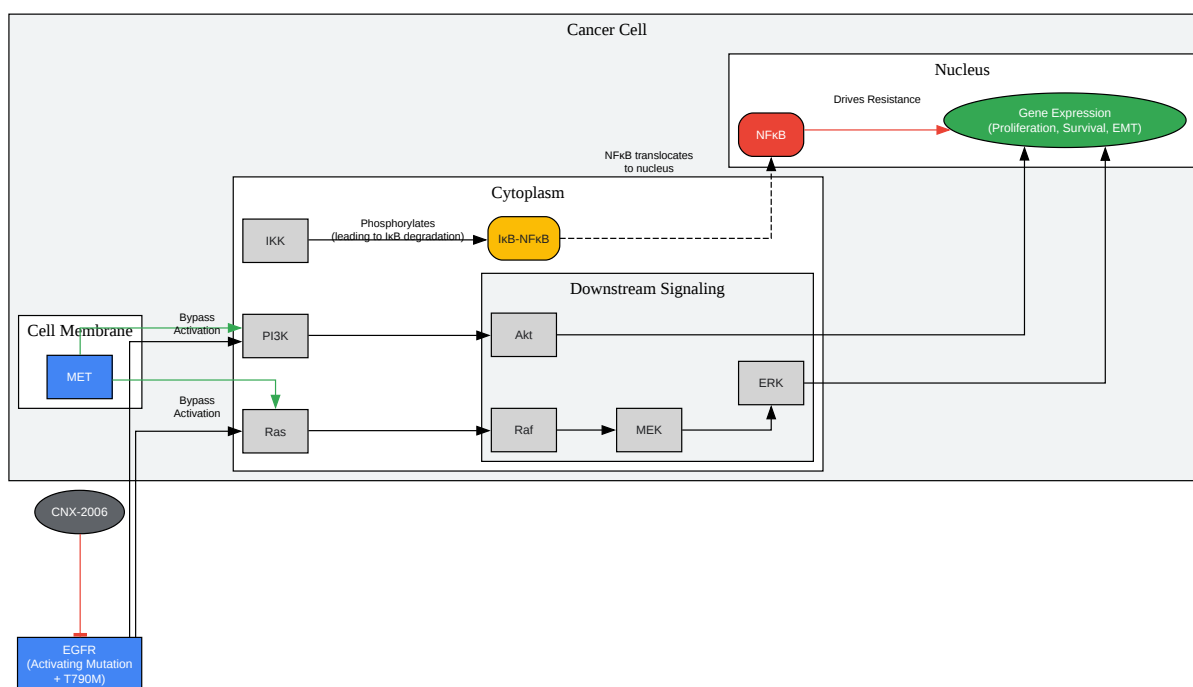 Cancer Cell
Nucleus
Drives Resistance
Gene Expression
(Proliferation, Survival, EMT)
NFκB
NFκB translocates
to nucleus
Cytoplasm
IKK
Phosphorylates
(leading to IκB degradation)
IκB-NFκB
Downstream Signaling
Cell Membrane
Bypass
Activation
PI3K
Akt
MET
ERK
Bypass
Activation
Ras
Raf
MEK
CNX-2006
EGFR
(Activating Mutation
+ T790M)